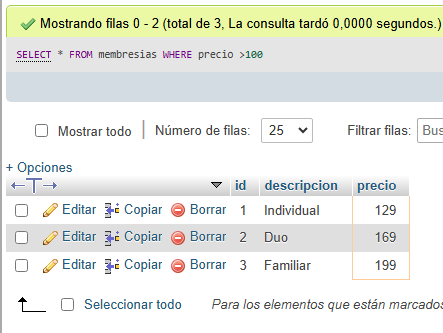 Mostrando filas 0 - 2 (total de 3, La consulta tardó 0,0000 segundos.)
SELECT * FROM membresias WHERE precio >100
Mostrar todo | Número de filas: 25 Filtrar filas: Bus
+ Opciones
id descripcion precio
Editar Copiar Borrar 1 Individual 129
Editar Copiar Borrar 2 Duo 169
Editar Copiar Borrar 3 Familiar 199
Seleccionar todo Para los elementos que están marcados